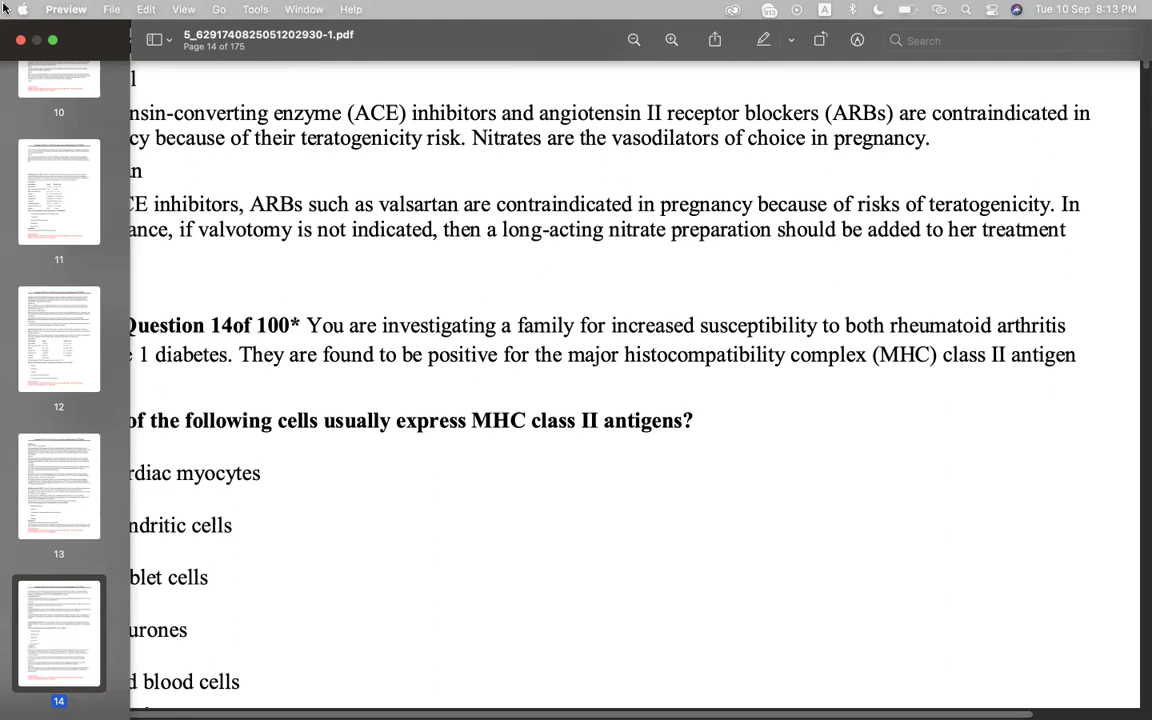 Preview File Edit View Go Tools Window Help 913 A Tue 10 Sep 8:13 PM
5_6291740825051202930-1.pdf
Page 14 of 175
Search
10
11
12
13
14
l
nsin-converting enzyme (ACE) inhibitors and angiotensin II receptor blockers (ARBs) are contraindicated in
cy because of their teratogenicity risk. Nitrates are the vasodilators of choice in pregnancy.
an
CE inhibitors, ARBs such as valsartan are contraindicated in pregnancy because of risks of teratogenicity. In
ance, if valvotomy is not indicated, then a long-acting nitrate preparation should be added to her treatment
Question 14of 100* You are investigating a family for increased susceptibility to both rheumatoid arthritis
e 1 diabetes. They are found to be positive for the major histocompatibility complex (MHC) class II antigen
of the following cells usually express MHC class II antigens?
rdiac myocytes
ndritic cells
blet cells
urones
d blood cells